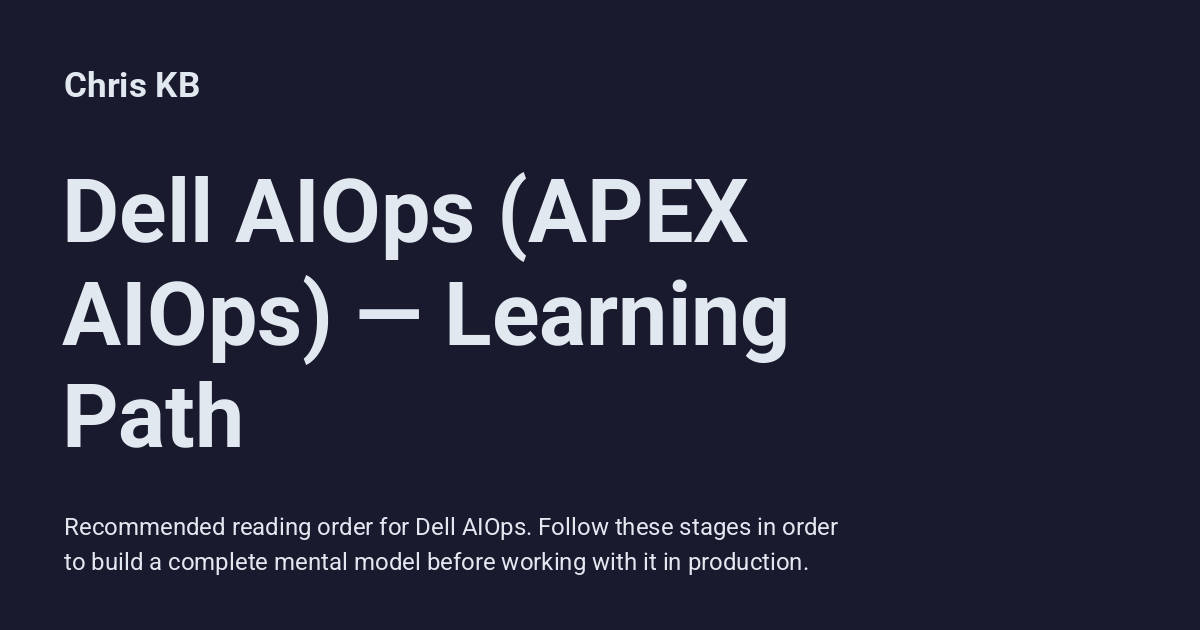 Chris KB
Dell AIOps (APEX
AIOps) — Learning
Path
Recommended reading order for Dell AIOps. Follow these stages in order
to build a complete mental model before working with it in production.